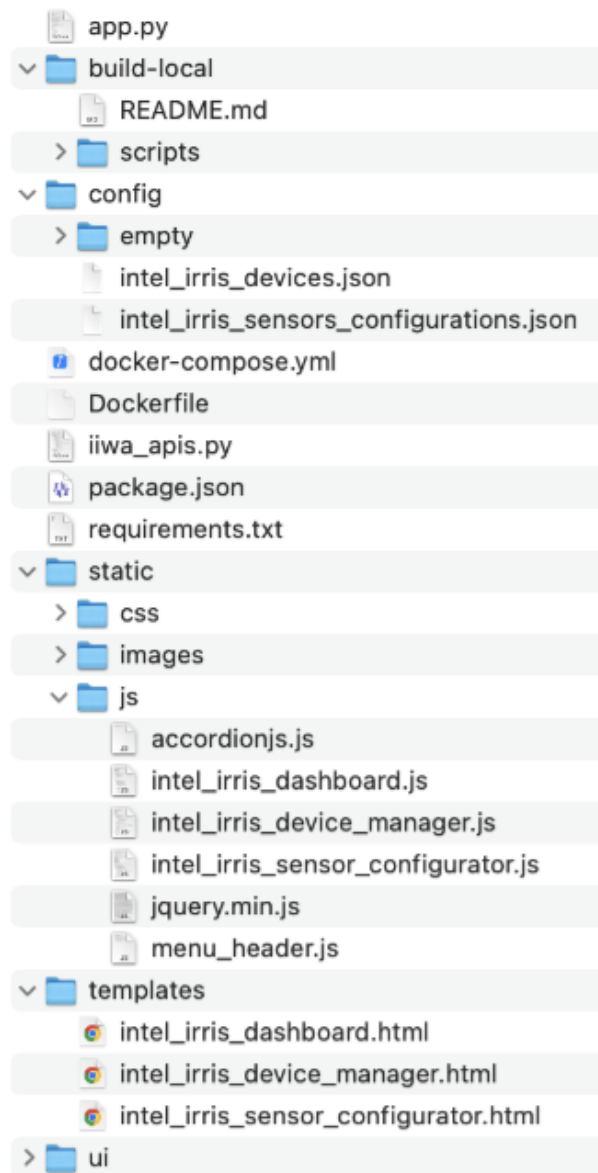 app.py
build-local
README.md
scripts
config
empty
intel_irris_devices.json
intel_irris_sensors_configurations.json
docker-compose.yml
Dockerfile
iiwa_apis.py
package.json
requirements.txt
static
css
images
js
accordionjs.js
intel_irris_dashboard.js
intel_irris_device_manager.js
intel_irris_sensor_configurator.js
jquery.min.js
menu_header.js
templates
intel_irris_dashboard.html
intel_irris_device_manager.html
intel_irris_sensor_configurator.html
ui